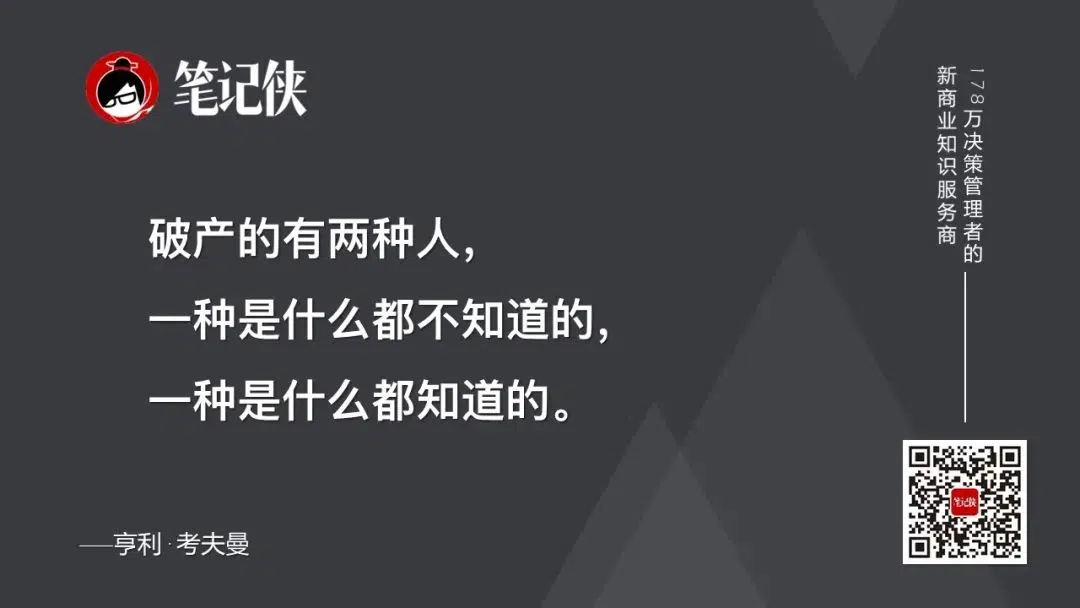 笔记侠
178万决策管理者的
新商业知识服务商
破产的有两种人，
一种是什么都不知道的，
一种是什么都知道的。
——亨利·考夫曼
笔记侠